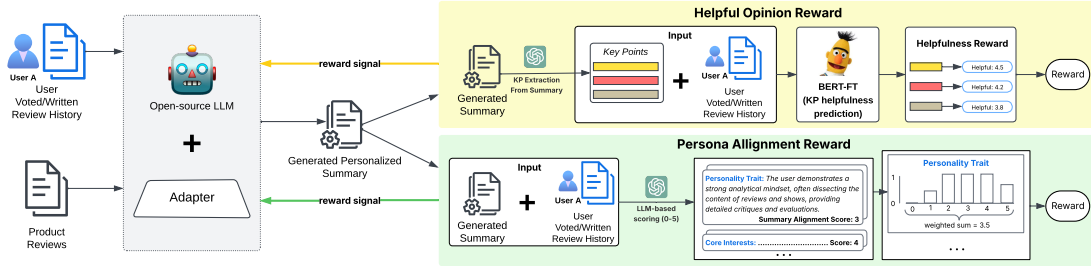 User A
User
Voted/Written
Review History
Product
Reviews
Open-source LLM
+
Adapter
Generated Personalized
Summary
reward signal
reward signal
Helpful Opinion Reward
Generated
Summary
KP Extraction
From Summary
Input
Key Points
+
User A
User
Voted/Written
Review History
BERT-FT
(KP helpfulness
prediction)
Helpfulness Reward
Helpful: 4.5
Helpful: 4.2
Helpful: 3.8
Reward
Persona Allignment Reward
Input
Generated
Summary
+
User A
User
Voted/Written
Review History
LLM-based
scoring (0-5)
Personality Trait: The user demonstrates a
strong analytical mindset, often dissecting the
content of reviews and shows, providing
detailed critiques and evaluations.
Summary Alignment Score: 3
Core Interests: ............................. Score: 4
...
Personality Trait
1
0
0 1 2 3 4 5
weighted sum = 3.5
...
Reward